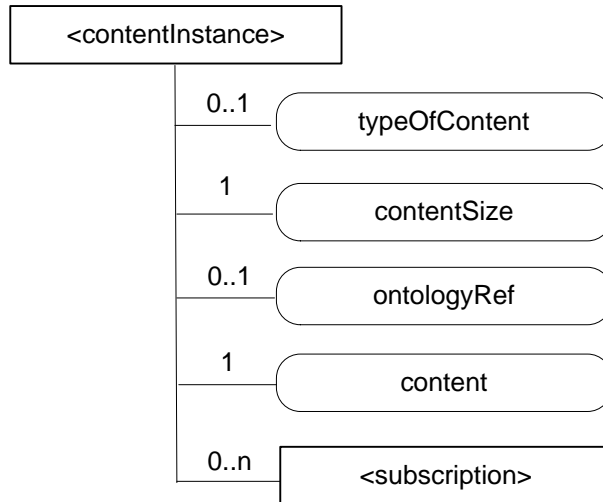 <contentInstance>
0..1
typeOfContent
1
contentSize
0..1
ontologyRef
1
content
0..n
<subscription>